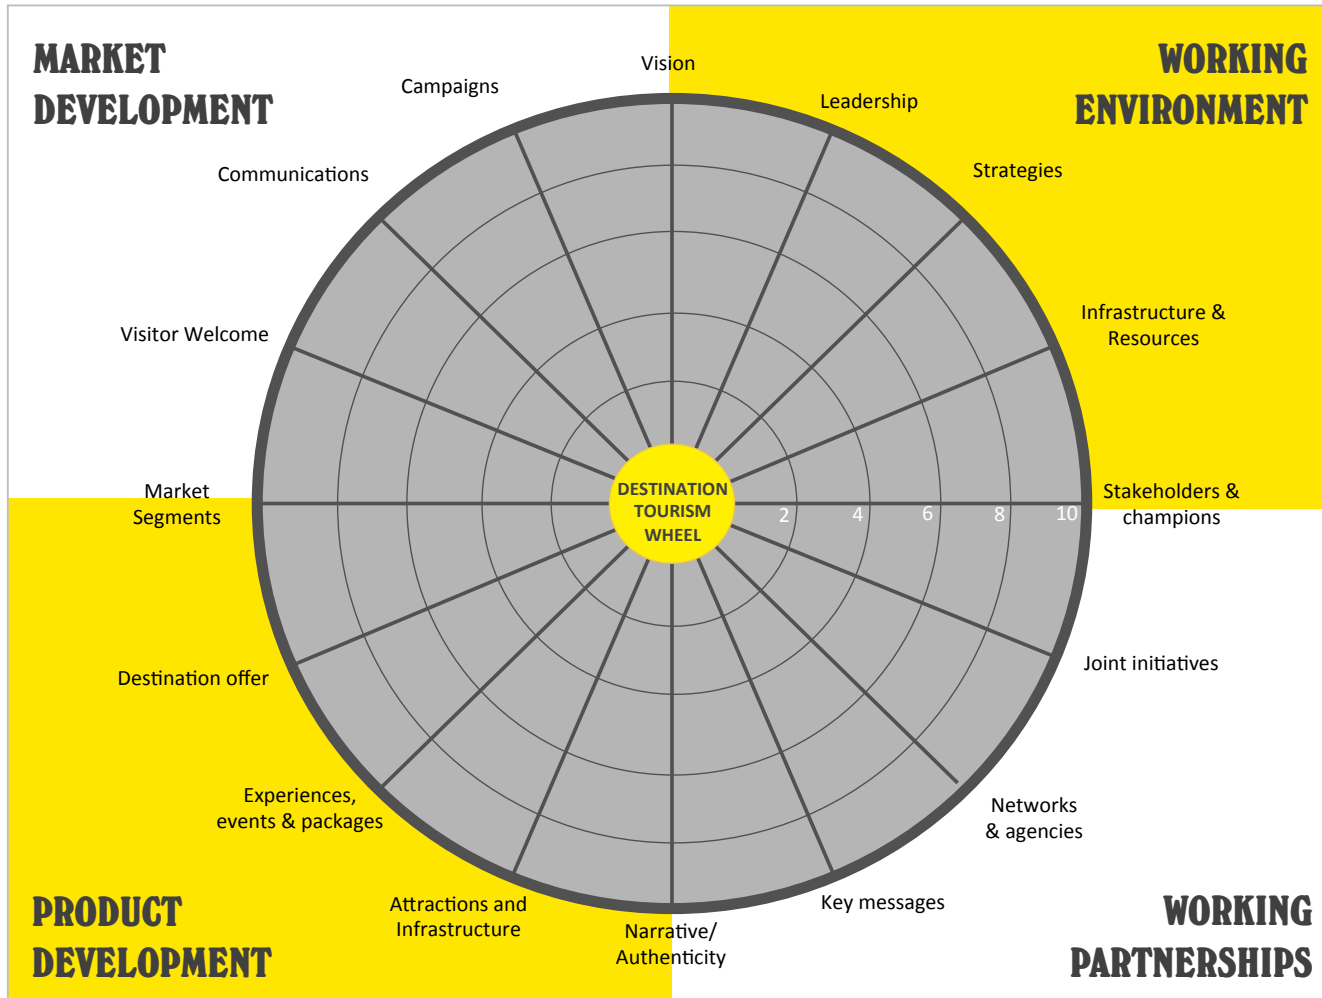 MARKET
DEVELOPMENT
WORKING
ENVIRONMENT
Vision
Campaigns
Leadership
Communications
Strategies
Visitor Welcome
Infrastructure &
Resources
Market
Segments
DESTINATION
TOURISM
WHEEL
2 4 6 8 10
Stakeholders &
champions
Destination offer
Joint initiatives
Experiences,
events & packages
Networks
& agencies
Attractions and
Infrastructure
Narrative/
Authenticity
Key messages
PRODUCT
DEVELOPMENT
WORKING
PARTNERSHIPS